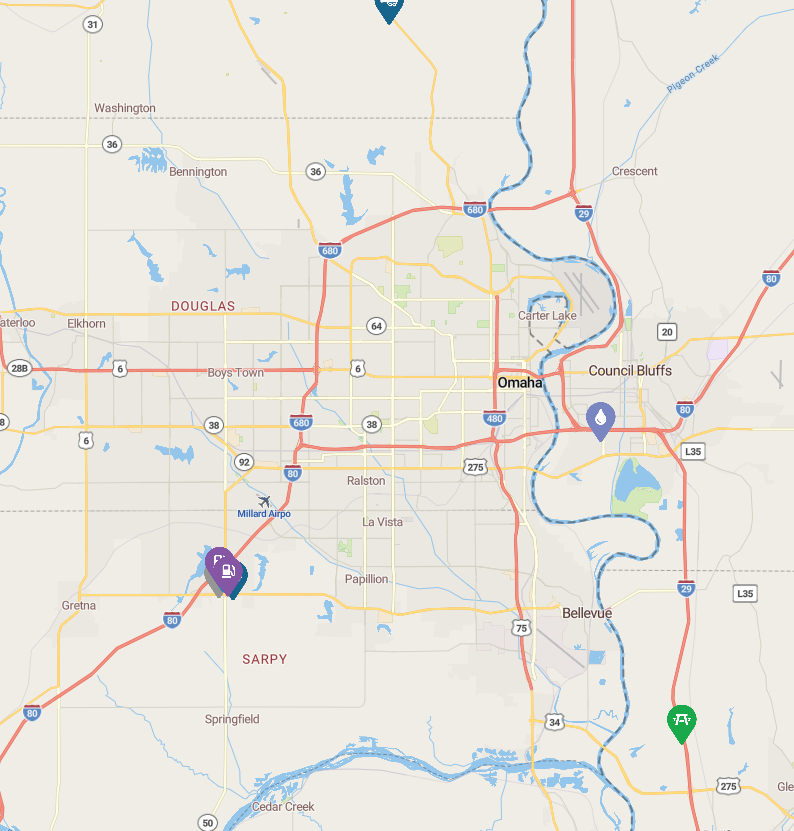 31
Pigeon Creek
Washington
36
Bennington
36
Crescent
680
29
680
80
DOUGLAS
Carter Lake
aterloo
Elkhorn
64
20
28B
6
Boys Town
6
Omaha
Council Bluffs
80
8
38
680
38
480
6
92
80
275
L35
Ralston
Millard Airpo
La Vista
Papillion
29
L35
Gretna
80
Bellevue
75
SARPY
80
Springfield
34
275
Gle
Cedar Creek
50